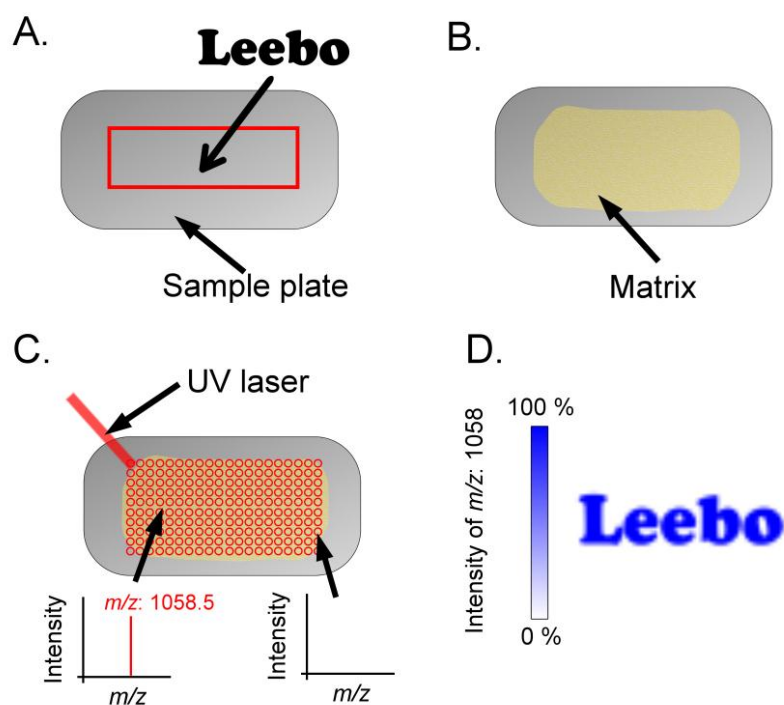 A.
Leebo
Sample plate
B.
Matrix
C.
UV laser
Intensity
m/z: 1058.5
m/z
Intensity
m/z
D.
Intensity of m/z: 1058
100 %
0 %
Leebo